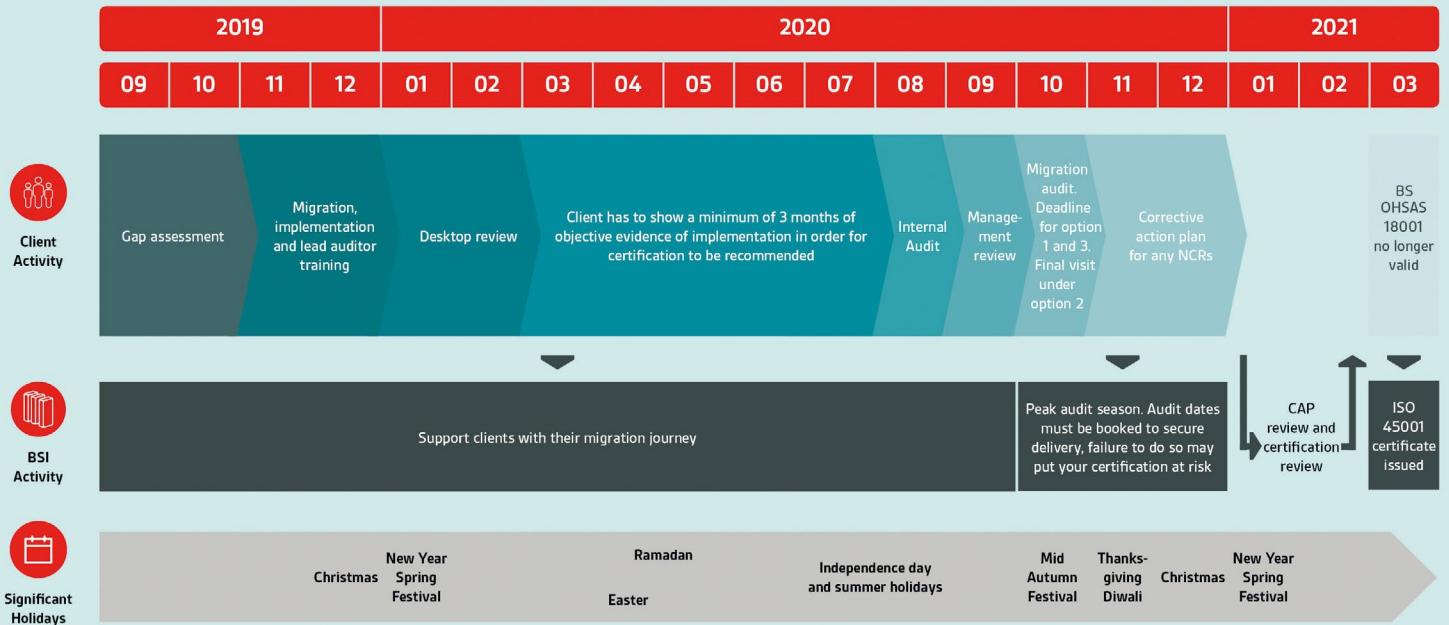 2019
2020
2021
09
10
11
12
01
02
03
04
05
06
07
08
09
10
11
12
01
02
03
Client
Activity
Gap assessment
Migration,
implementation
and lead auditor
training
Desktop review
Client has to show a minimum of 3 months of
objective evidence of implementation in order for
certification to be recommended
Internal
Audit
Manage-
ment
review
Migration
audit.
Deadline
for option
1 and 3.
Final visit
under
option 2
Corrective
action plan
for any NCRs
BS
OHSAS
18001
no longer
valid
BSI
Activity
Support clients with their migration journey
Peak audit season. Audit dates
must be booked to secure
delivery, failure to do so may
put your certification at risk
CAP
review and
certification
review
ISO
45001
certificate
issued
Significant
Holidays
Christmas
New Year
Spring
Festival
Ramadan
Easter
Independence day
and summer holidays
Mid
Autumn
Festival
Thanks-
giving
Diwali
Christmas
New Year
Spring
Festival